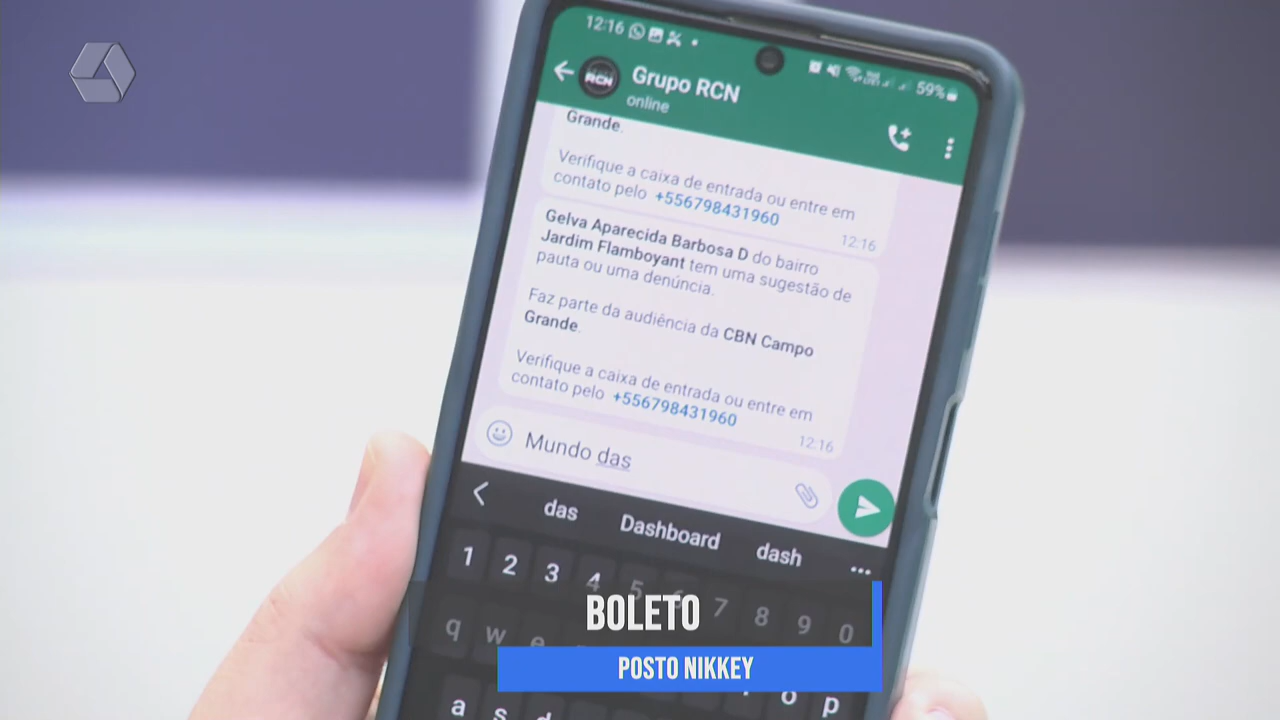 12:16
59%
RCN
Grupo RCN
online
Grande.
Verifique a caixa de entrada ou entre em
contato pelo +556798431960
12:16
Gelva Aparecida Barbosa D do bairro
Jardim Flamboyant tem uma sugestão de
pauta ou uma denúncia.
Faz parte da audiência da CBN Campo
Grande.
Verifique a caixa de entrada ou entre em
contato pelo +556798431960
12:16
Mundo das
das Dashboard dash
1 2 3 4 5 6 7 8 9 0
q w e
BOLETO
POSTO NIKKEY
o p
a s d